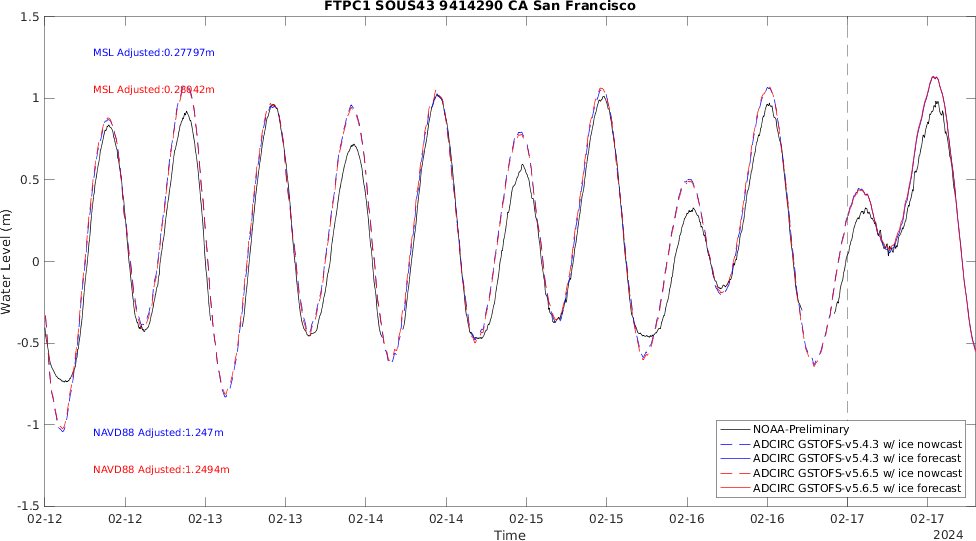 FTPC1 SOUS43 9414290 CA San Francisco
1.5
1
0.5
0
-0.5
-1
-1.5
Water Level (m)
MSL Adjusted:0.27797m
MSL Adjusted:0.28042m
NAVD88 Adjusted:1.247m
NAVD88 Adjusted:1.2494m
NOAA-Preliminary
ADCIRC GSTOFS-v5.4.3 w/ ice nowcast
ADCIRC GSTOFS-v5.4.3 w/ ice forecast
ADCIRC GSTOFS-v5.6.5 w/ ice nowcast
ADCIRC GSTOFS-v5.6.5 w/ ice forecast
02-12 02-12 02-13 02-13 02-14 02-14 02-15 02-15 02-16 02-16 02-17 02-17
Time
2024